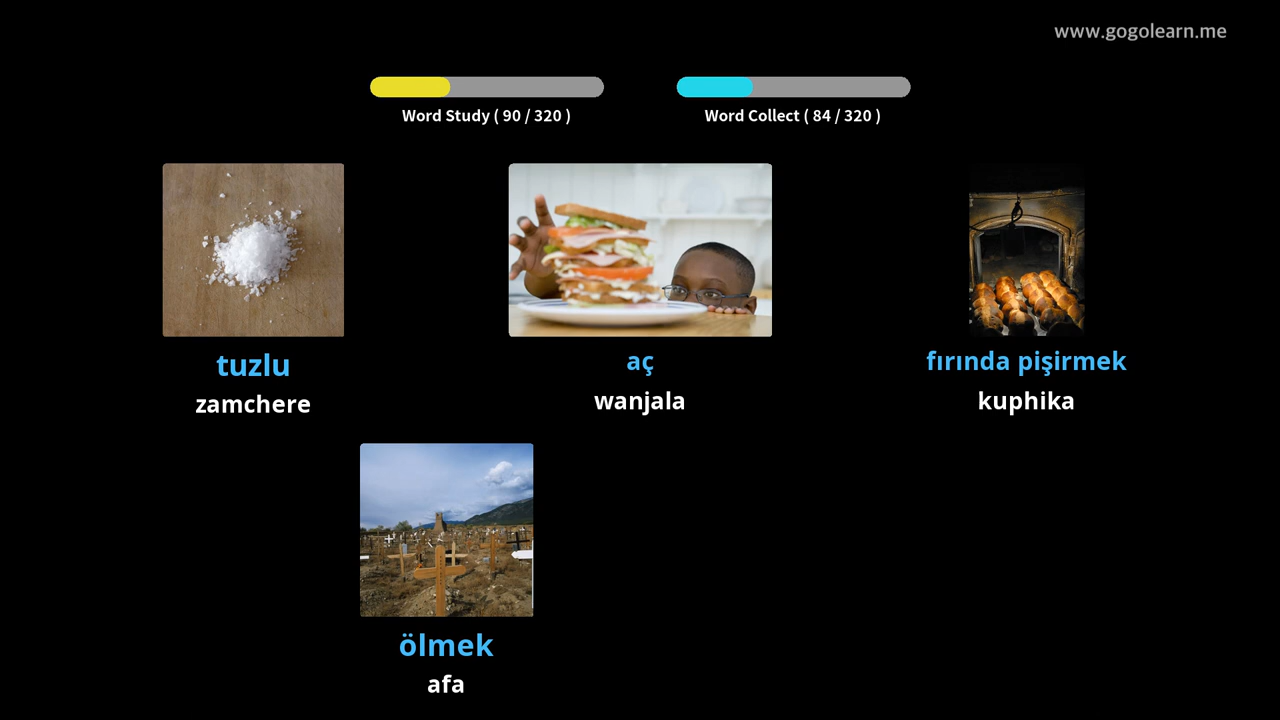 www.gogolearn.me
Word Study ( 90 / 320 )
Word Collect ( 84 / 320 )
tuzlu
zamchere
aç
wanjala
fırında pişirmek
kuphika
ölmek
afa